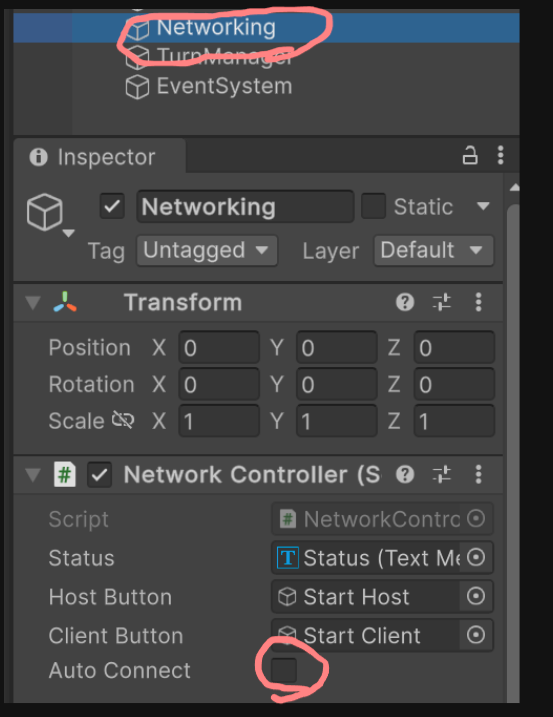 Networking
TurnManager
EventSystem
Inspector
Networking Static
Tag Untagged Layer Default
Transform
Position X 0 Y 0 Z 0
Rotation X 0 Y 0 Z 0
Scale X 1 Y 1 Z 1
# Network Controller (S
Script # NetworkContro
Status T Status (Text Me
Host Button Start Host
Client Button Start Client
Auto Connect